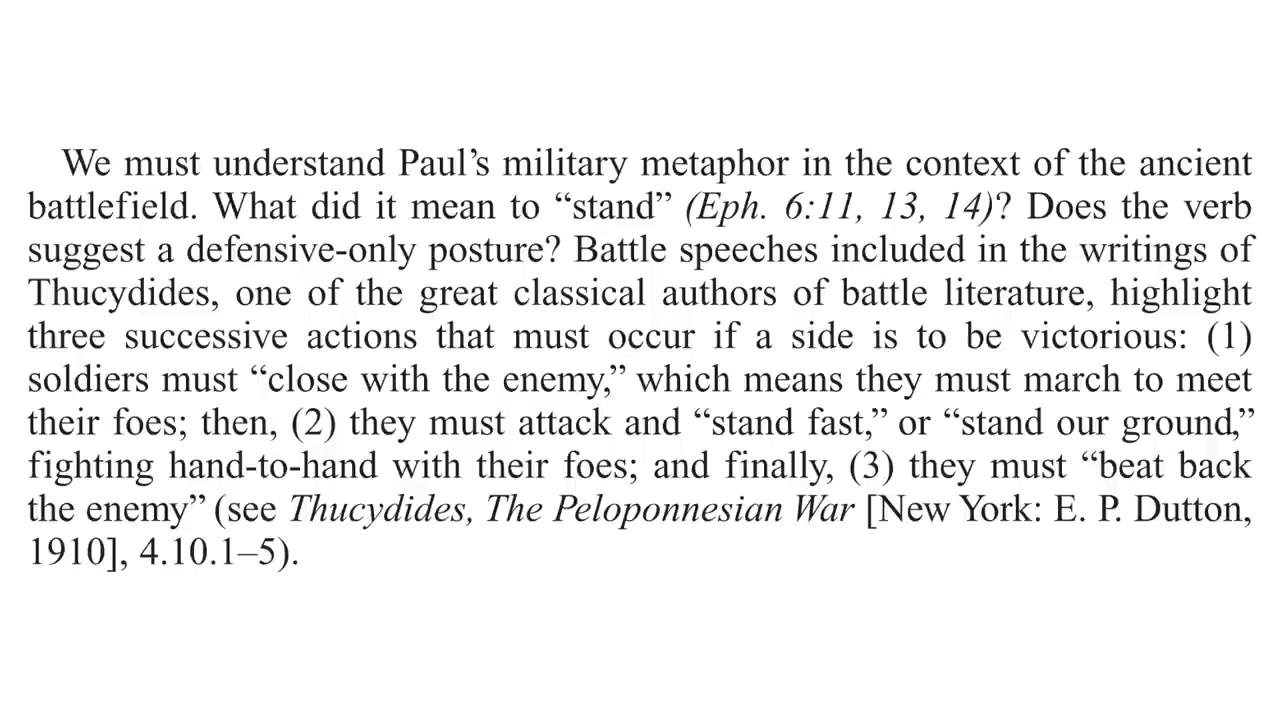 We must understand Paul’s military metaphor in the context of the ancient
battlefield. What did it mean to “stand” (Eph. 6:11, 13, 14)? Does the verb
suggest a defensive-only posture? Battle speeches included in the writings of
Thucydides, one of the great classical authors of battle literature, highlight
three successive actions that must occur if a side is to be victorious: (1)
soldiers must “close with the enemy,” which means they must march to meet
their foes; then, (2) they must attack and “stand fast,” or “stand our ground,”
fighting hand-to-hand with their foes; and finally, (3) they must “beat back
the enemy” (see Thucydides, The Peloponnesian War [New York: E. P. Dutton,
1910], 4.10.1–5).